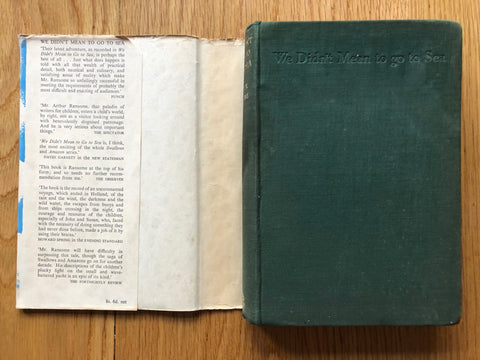 WE DIDN'T MEAN TO GO TO SEA
'Their latest adventure, as recorded in We
Didn't Mean to Go to Sea, is perhaps the
best of all . . . Just what does happen is
told with all that wealth of practical
detail, both nautical and culinary, and
satisfying sense of reality which make
Mr. Ransome so unfailingly successful in
meeting the requirements of probably the
most difficult and exacting of audiences.'
PUNCH
'Mr. Arthur Ransome, that paladin of
writers for children, enters a child's world,
by right, not as a visitor looking around
with benevolently stooped patronage.
And he is very serious about important
things.' THE SPECTATOR
'We Didn't Mean to Go to Sea is, I think,
the most exciting of the whole Swallows
and Amazons series.'
DAVID GARNETT in the NEW STATESMAN
'This book is Ransome at the top of his
form; and so needs no further recom-
mendation from me.' THE OBSERVER
'The book is the record of an unpremeditated
voyage, which ended in Holland, of the
rain and the wind, the darkness and the
wild water, the escapes from buoys and
from ships crossing in the night, the
courage and resource of the children,
especially of John and Susan, who, faced
with the necessity of doing something they
had never done before, made a job of it by
using their brains.'
HOWARD SPRING in the EVENING STANDARD
'Mr. Ransome will have difficulty in
surpassing this tale, though the saga of
Swallows and Amazons go on for another
decade. His descriptions of the children's
plucky fight on the small and wave-
battered yacht is an epic of its kind.'
THE FORTNIGHTLY REVIEW
8s. 6d. net
We Didn't Mean to go to Sea